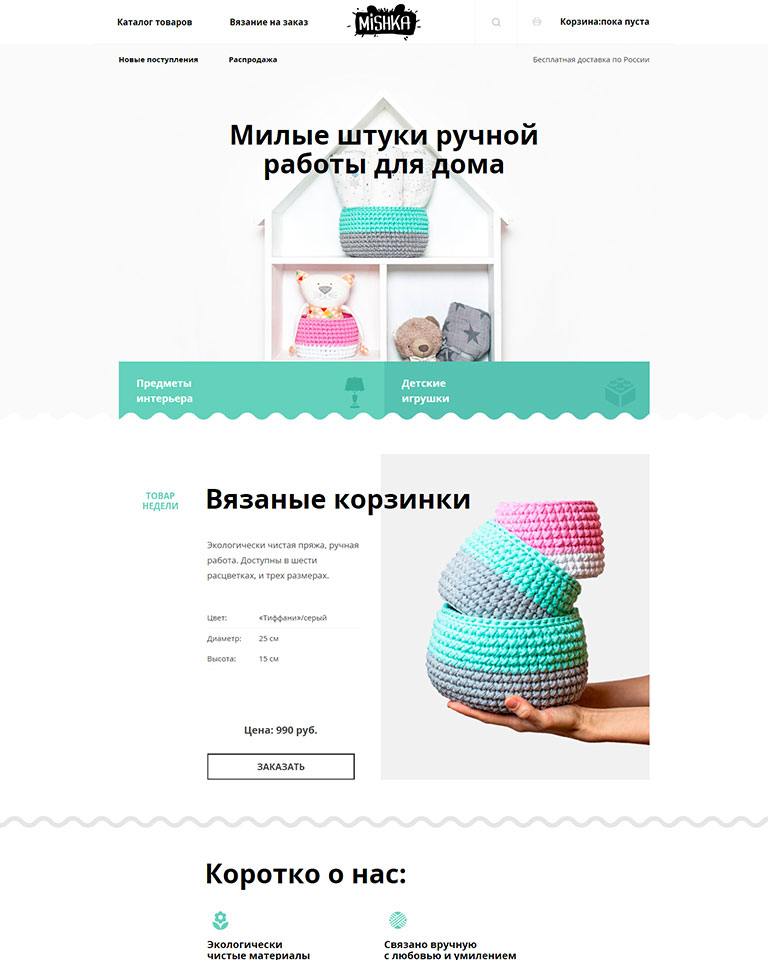 Каталог товаров
Вязание на заказ
MISHKA
Корзина:пока пуста
Новые поступления
Распродажа
Бесплатная доставка по России
Милые штуки ручной
работы для дома
Предметы
интерьера
Детские
игрушки
ТОВАР
НЕДЕЛИ
Вязаные корзинки
Экологически чистая пряжа, ручная
работа. Доступны в шести
расцветках, и трех размерах.
Цвет: «Тиффани»/серый
Диаметр: 25 см
Высота: 15 см
Цена: 990 руб.
ЗАКАЗАТЬ
Коротко о нас:
Экологически
чистые материалы
Связано вручную
с любовью и умилением